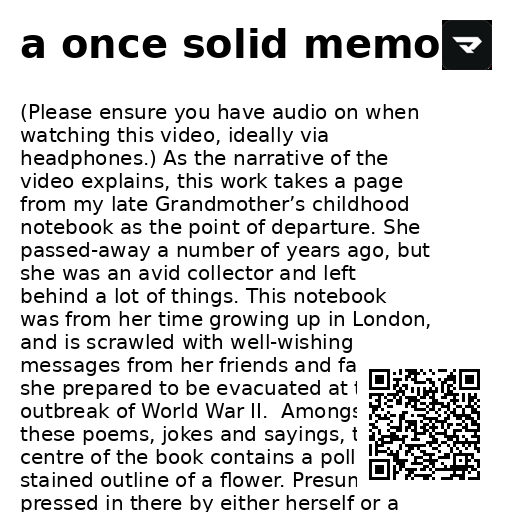 a once solid memo
(Please ensure you have audio on when
watching this video, ideally via
headphones.) As the narrative of the
video explains, this work takes a page
from my late Grandmother’s childhood
notebook as the point of departure. She
passed-away a number of years ago, but
she was an avid collector and left
behind a lot of things. This notebook
was from her time growing up in London,
and is scrawled with well-wishing
messages from her friends and fa
she prepared to be evacuated at t
outbreak of World War II.  Amongs
these poems, jokes and sayings, t
centre of the book contains a poll
stained outline of a flower. Presum
pressed in there by either herself or a